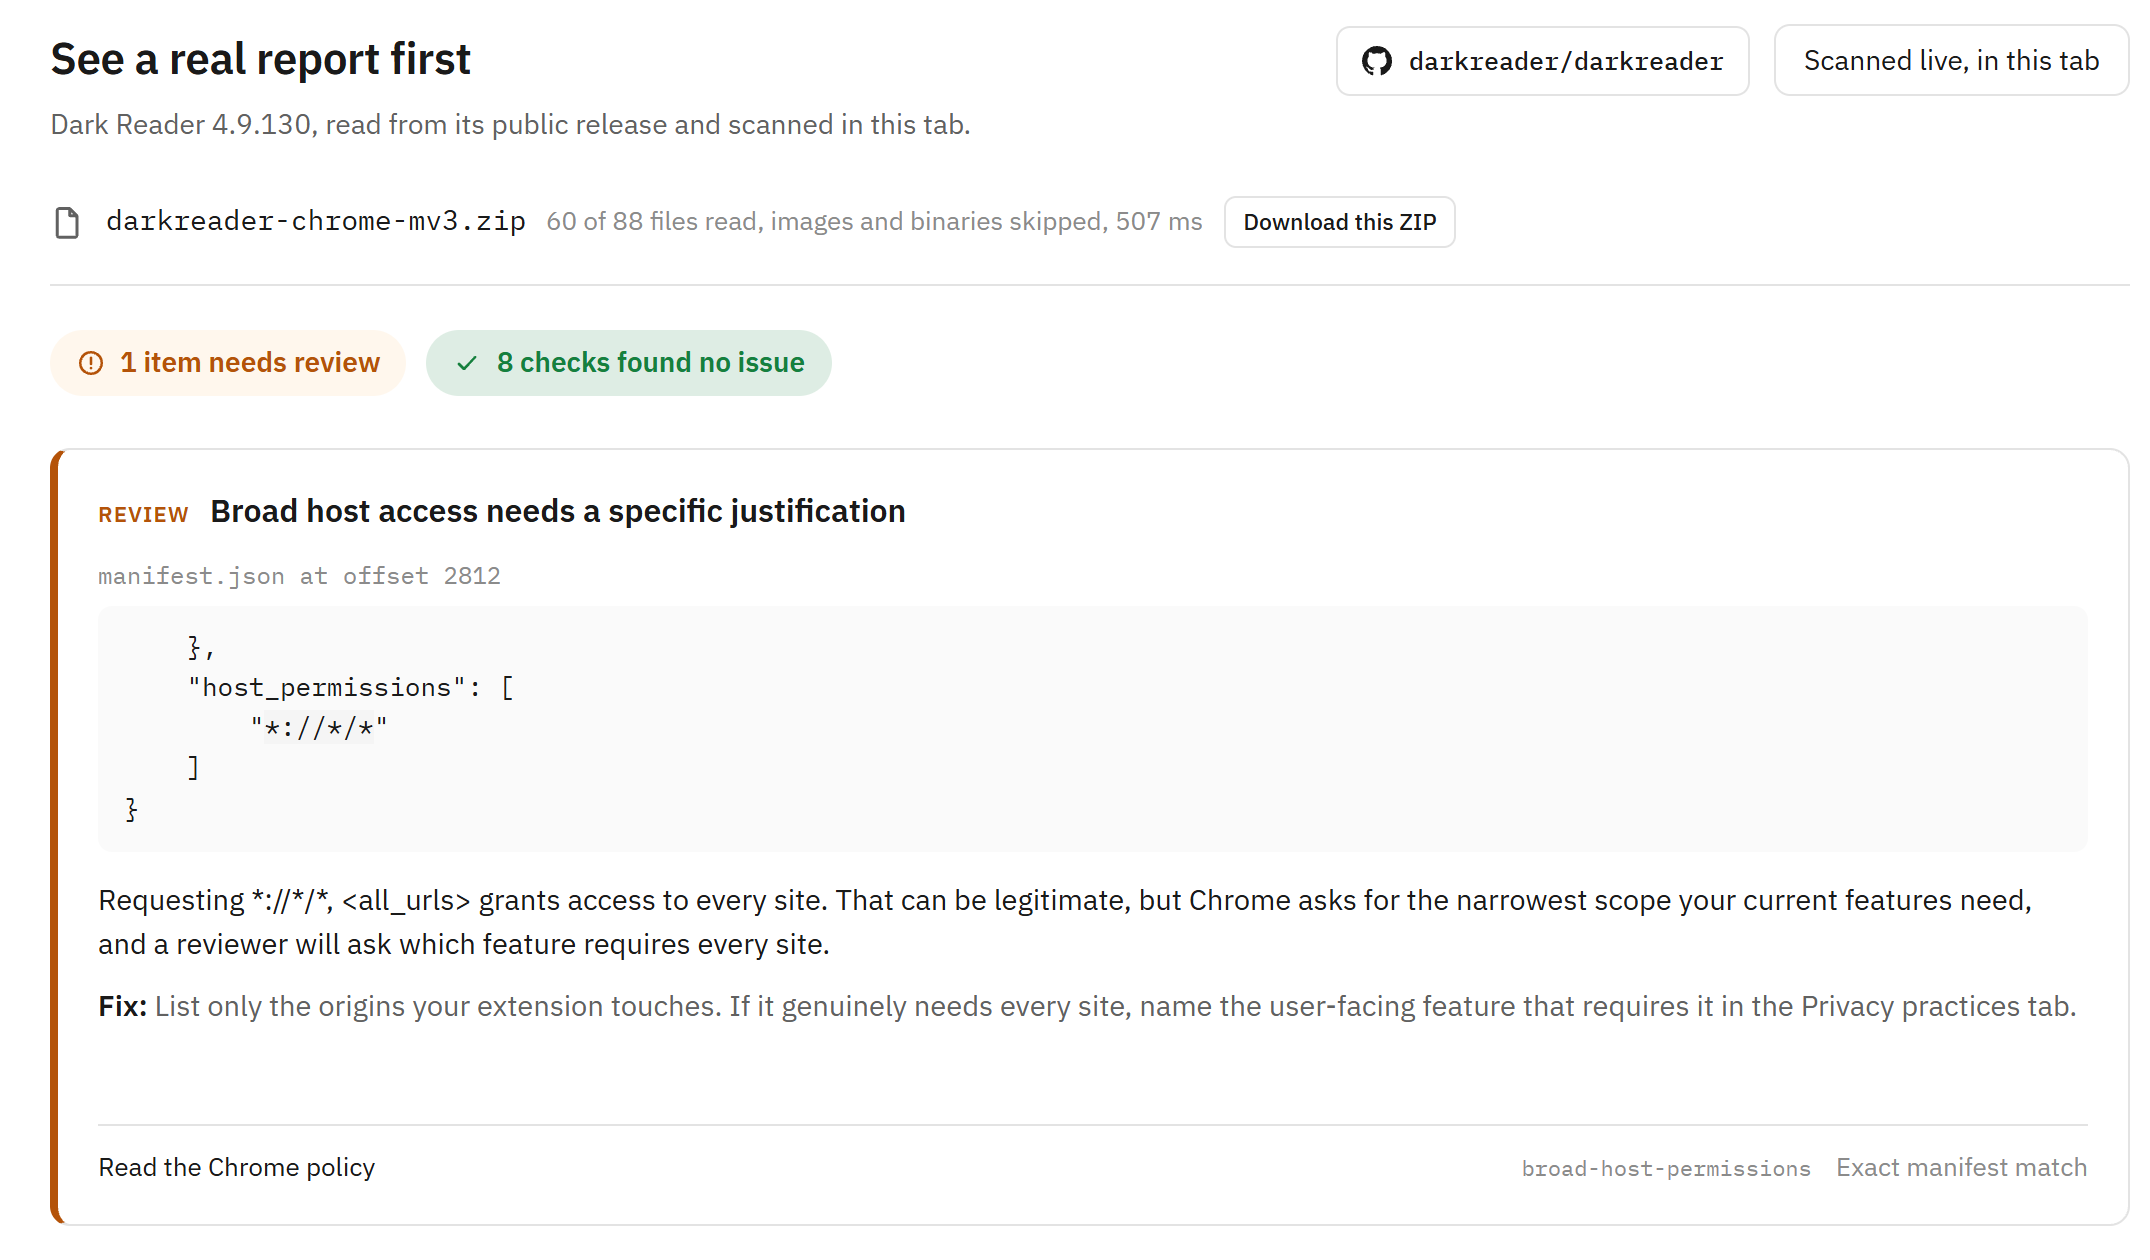 See a real report first
darkreader/darkreader
Scanned live, in this tab
Dark Reader 4.9.130, read from its public release and scanned in this tab.
darkreader-chrome-mv3.zip 60 of 88 files read, images and binaries skipped, 507 ms Download this ZIP
1 item needs review
8 checks found no issue
REVIEW Broad host access needs a specific justification
manifest.json at offset 2812
    },
    "host_permissions": [
        "*://*/*"
    ]
}
Requesting *://*/*, <all_urls> grants access to every site. That can be legitimate, but Chrome asks for the narrowest scope your current features need,
and a reviewer will ask which feature requires every site.
Fix: List only the origins your extension touches. If it genuinely needs every site, name the user-facing feature that requires it in the Privacy practices tab.
Read the Chrome policy
broad-host-permissions Exact manifest match